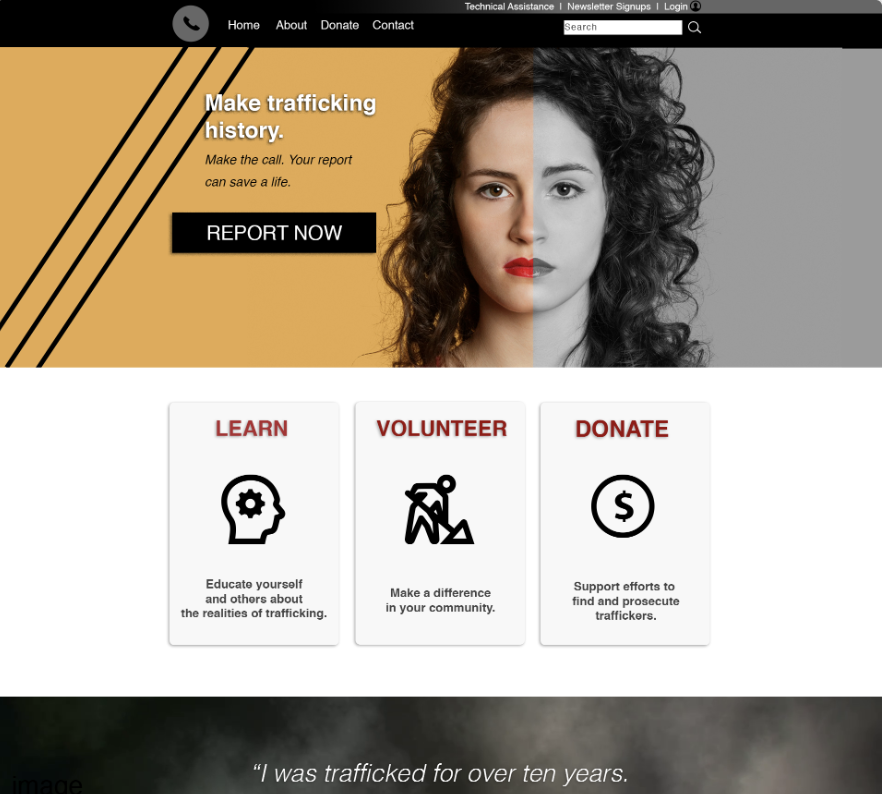 Technical Assistance | Newsletter Signups | Login
Home About Donate Contact
Search
Make trafficking
history.
Make the call. Your report
can save a life.
REPORT NOW
LEARN
Educate yourself
and others about
the realities of trafficking.
VOLUNTEER
Make a difference
in your community.
DONATE
$
Support efforts to
find and prosecute
traffickers.
“I was trafficked for over ten years.
image